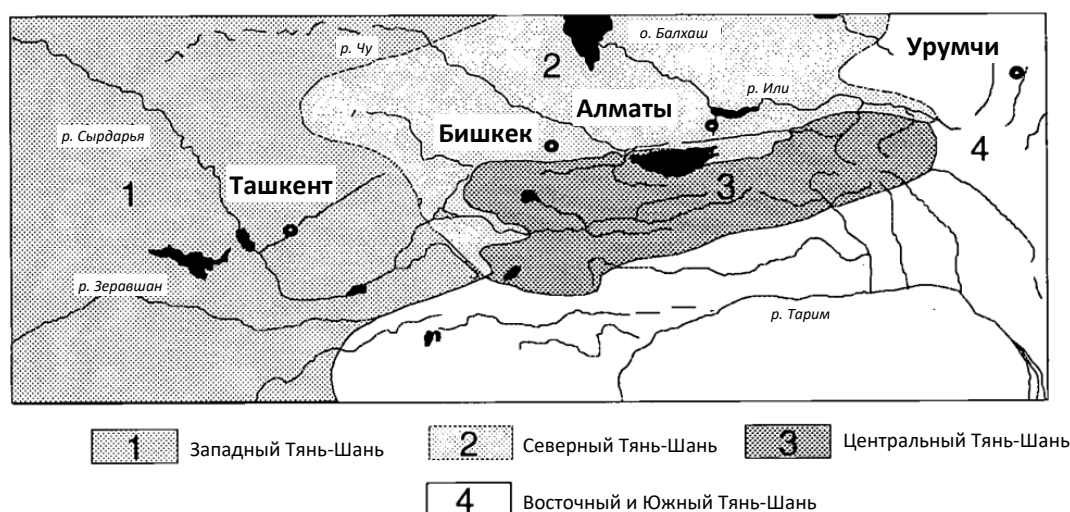 р. Чу
о. Балхаш
Урумчи
2
р. Или
Алматы
р. Сырдарья
Бишкек
4
1
Ташкент
3
р. Зеравшан
р. Тарим
1 Западный Тянь-Шань
2 Северный Тянь-Шань
3 Центральный Тянь-Шань
4 Восточный и Южный Тянь-Шань